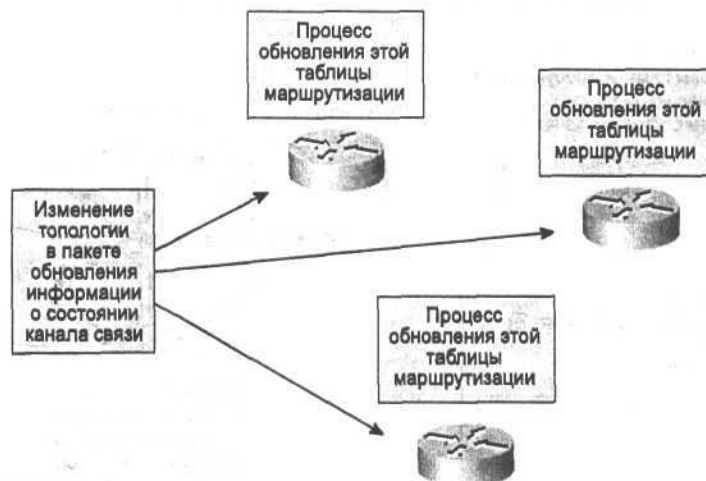 Процесс
обновления этой
таблицы
маршрутизации
Процесс
обновления этой
таблицы
маршрутизации
Изменение
топологии
в пакете
обновления
информации
о состоянии
канала связи
Процесс
обновления этой
таблицы
маршрутизации